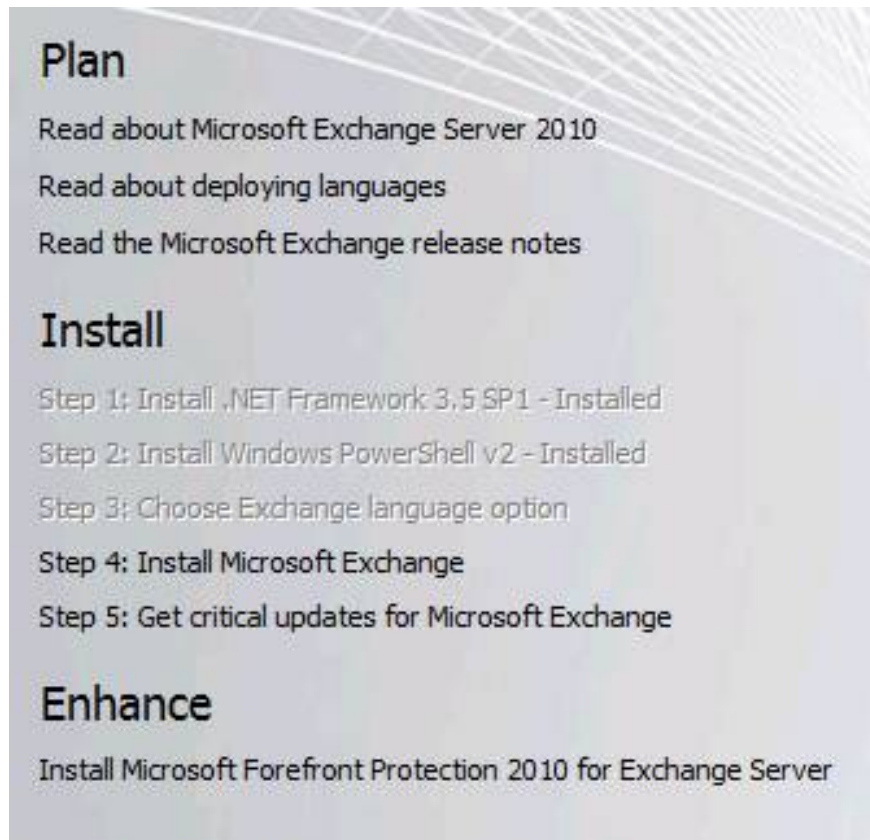 Plan
Read about Microsoft Exchange Server 2010
Read about deploying languages
Read the Microsoft Exchange release notes
Install
Step 1: Install .NET Framework 3.5 SP1 - Installed
Step 2: Install Windows PowerShell v2 - Installed
Step 3: Choose Exchange language option
Step 4: Install Microsoft Exchange
Step 5: Get critical updates for Microsoft Exchange
Enhance
Install Microsoft Forefront Protection 2010 for Exchange Server